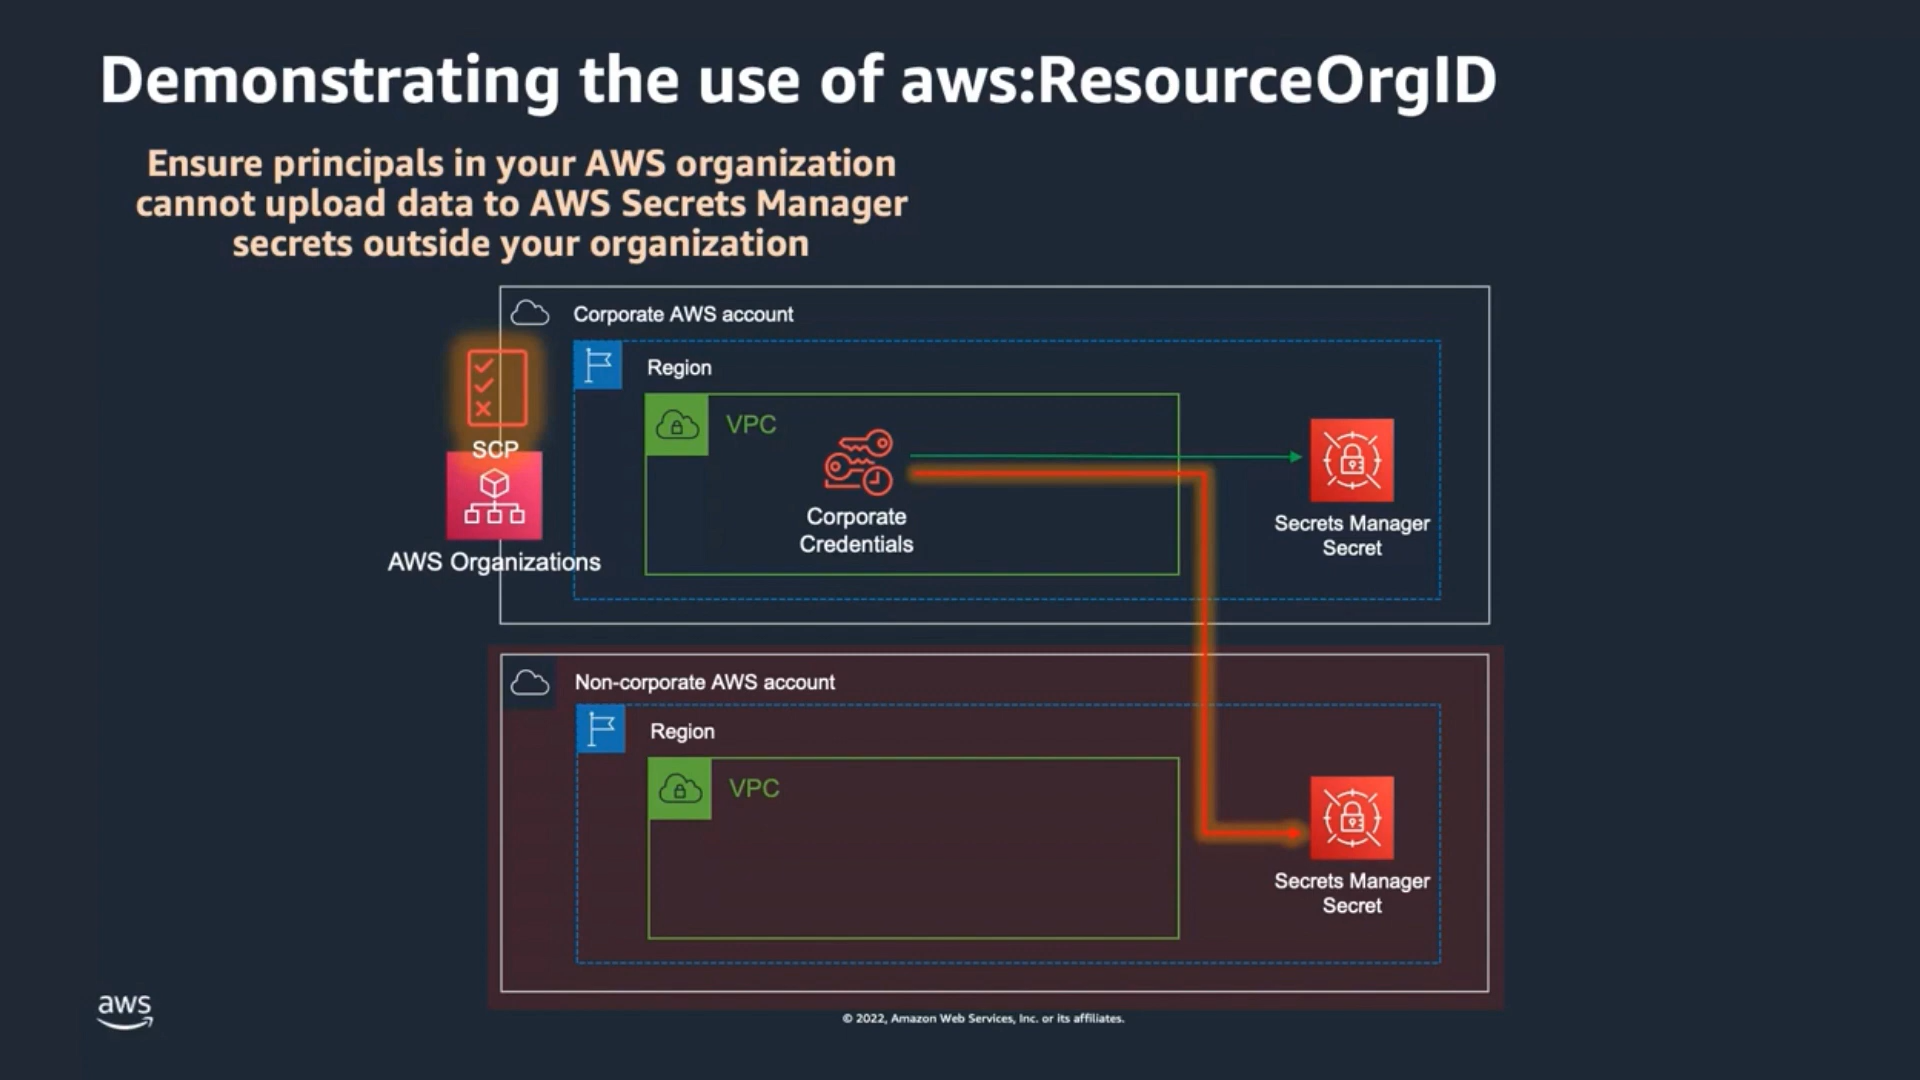 Demonstrating the use of aws:ResourceOrgID
Ensure principals in your AWS organization
cannot upload data to AWS Secrets Manager
secrets outside your organization
Corporate AWS account
Region
VPC
SCP
AWS Organizations
Corporate
Credentials
Secrets Manager
Secret
Non-corporate AWS account
Region
VPC
Secrets Manager
Secret
aws
© 2022, Amazon Web Services, Inc. or its affiliates.